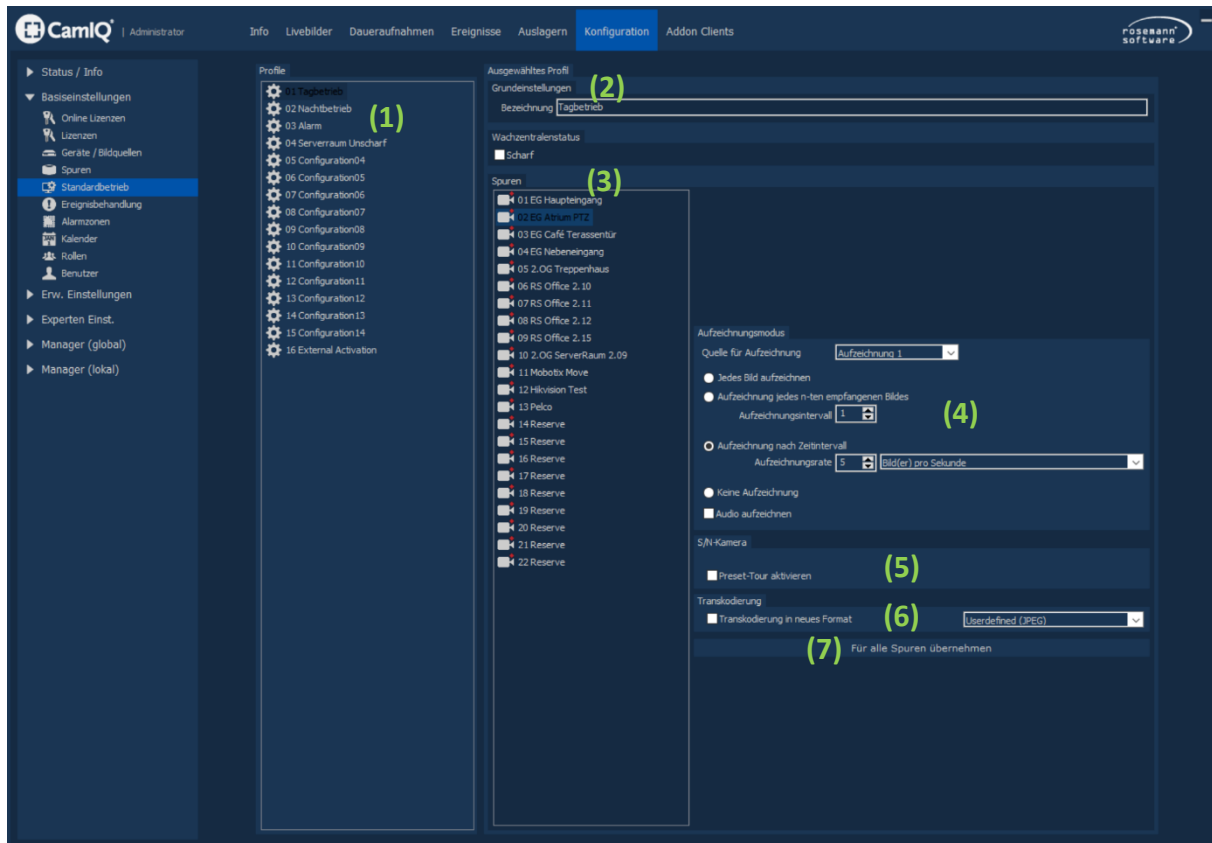 CamIQ | Administrator
Info Livebilder Daueraufnahmen Ereignisse Auslagern Konfiguration Addon Clients
rosemann software
Status / Info
Basiseinstellungen
Online Lizenzen
Lizenzen
Geräte / Bildquellen
Spuren
Standardbetrieb
Ereignisbehandlung
Alarmzonen
Kalender
Rollen
Benutzer
Erw. Einstellungen
Experten Einst.
Manager (global)
Manager (lokal)
Profile
(1)
01 Tagbetrieb
02 Nachtbetrieb
03 Alarm
04 Serverraum Unscharf
05 Configuration04
06 Configuration05
07 Configuration06
08 Configuration07
09 Configuration08
10 Configuration09
11 Configuration10
12 Configuration11
13 Configuration12
14 Configuration13
15 Configuration14
16 External Activation
Ausgewähltes Profil
Grundeinstellungen (2)
Bezeichnung Tagbetrieb
Wachzentralenstatus
Scharf
Spuren (3)
01 EG Haupteingang
02 EG Atrium PTZ
03 EG Café Terassentür
04 EG Nebeneingang
05 2.OG Treppenhaus
06 RS Office 2.10
07 RS Office 2.11
08 RS Office 2.12
09 RS Office 2.15
10 2.OG ServerRaum 2.09
11 Mobotix Move
12 Hikvision Test
13 Pelco
14 Reserve
15 Reserve
16 Reserve
17 Reserve
18 Reserve
19 Reserve
20 Reserve
21 Reserve
22 Reserve
Aufzeichnungsmodus
Quelle für Aufzeichnung Aufzeichnung 1
Jedes Bild aufzeichnen
Aufzeichnung jedes n-ten empfangenen Bildes
Aufzeichnungsintervall 1
(4)
Aufzeichnung nach Zeitintervall
Aufzeichnungsrate 5 Bild(er) pro Sekunde
Keine Aufzeichnung
Audio aufzeichnen
S/N-Kamera
Preset-Tour aktivieren (5)
Transkodierung
Transkodierung in neues Format (6) Userdefined (JPEG)
(7) Für alle Spuren übernehmen